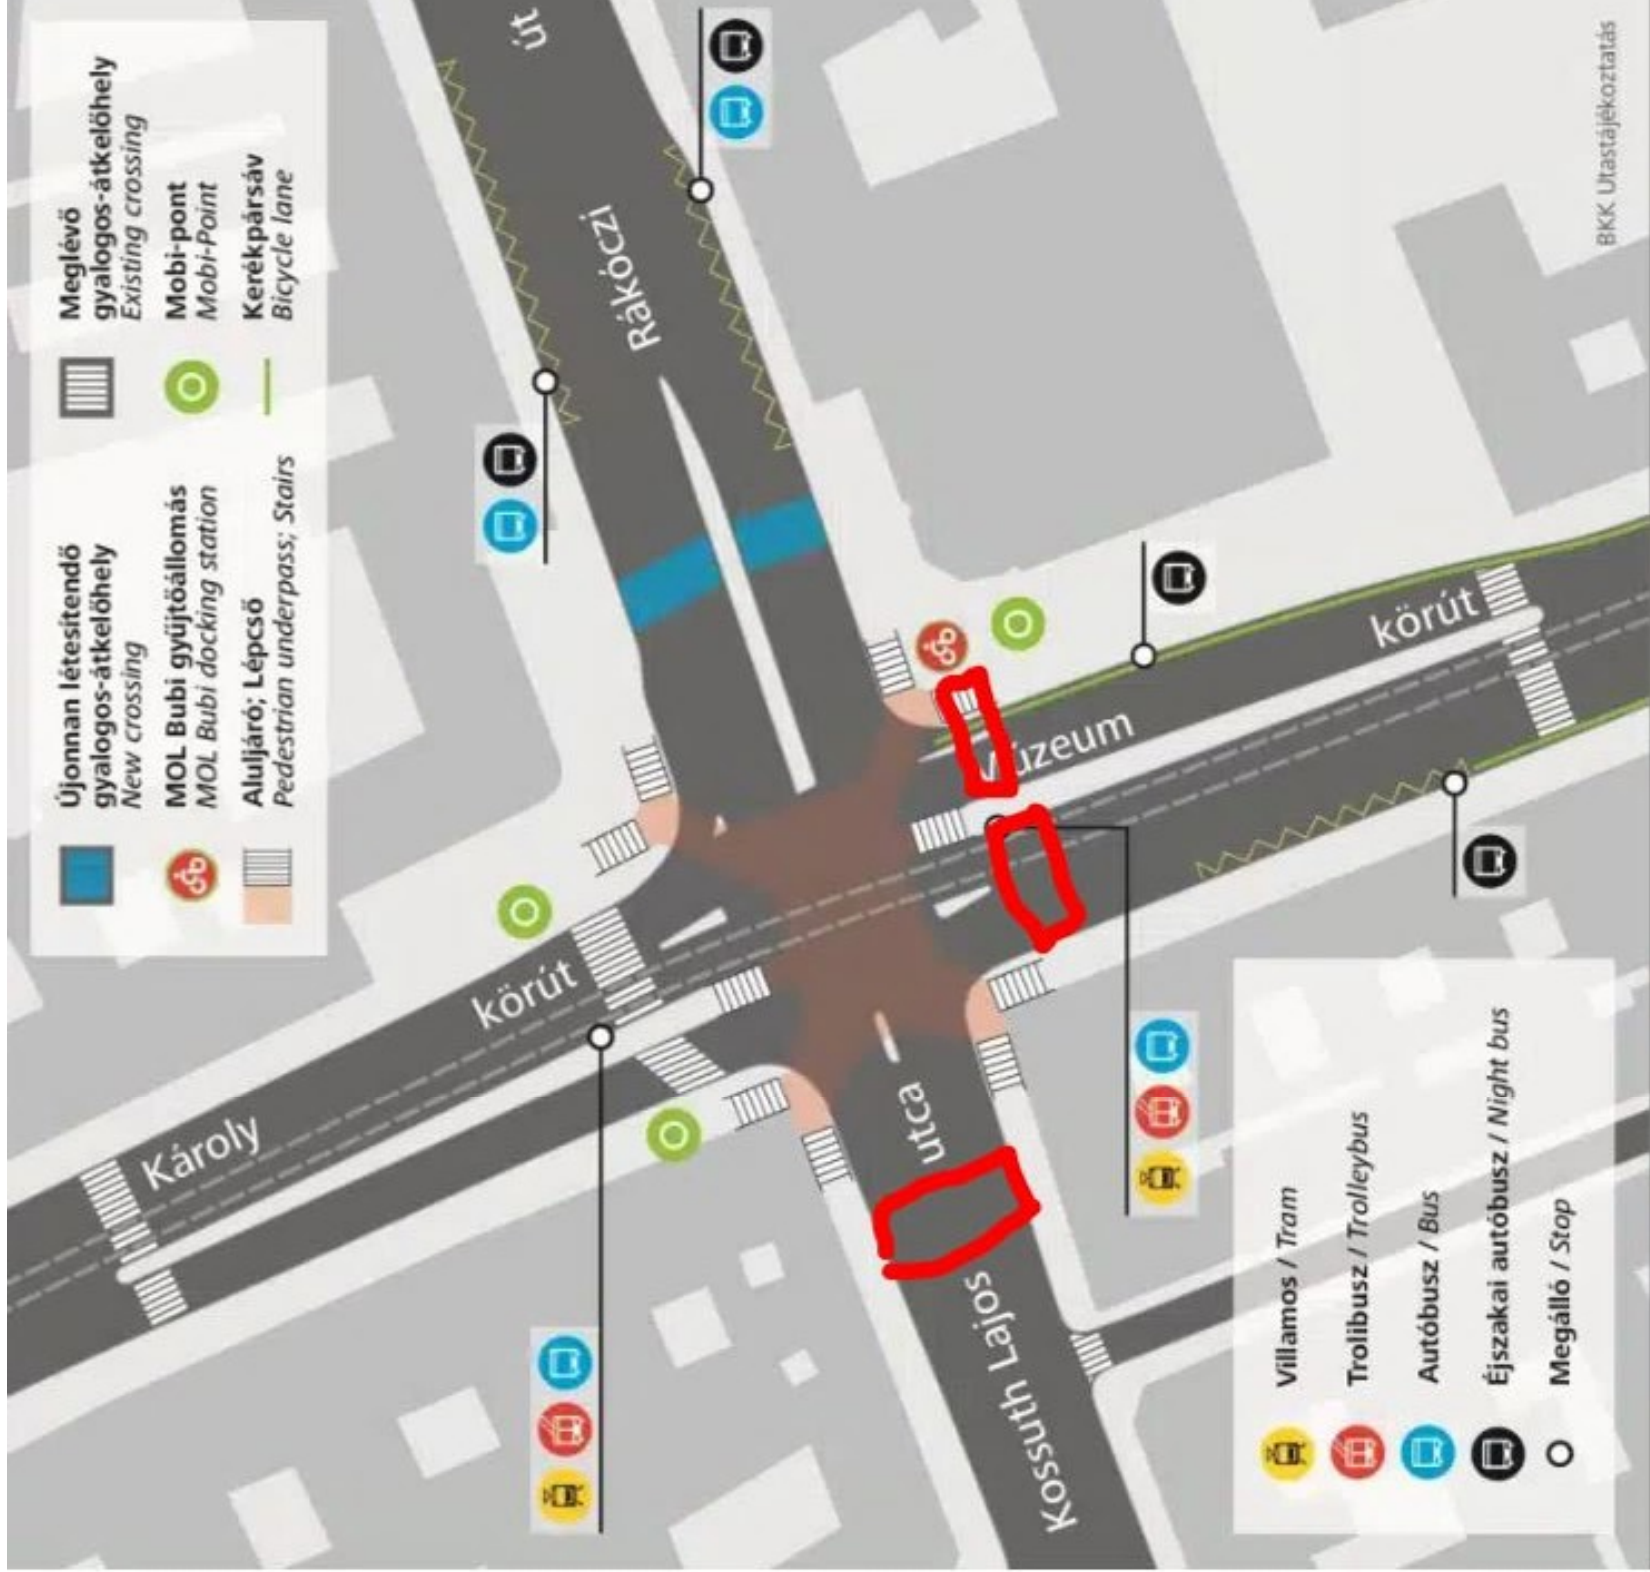 Újonnan létesítendő
gyalogos-átkelőhely
New crossing
MOL Bubi gyűjtőállomás
MOL Bubi docking station
Aluljáró; Lépcső
Pedestrian underpass; Stairs
Meglévő
gyalogos-átkelőhely
Existing crossing
Mobi-pont
Mobi-Point
Kerékpársáv
Bicycle lane
Károly
körút
Rákóczi
út
Kossuth Lajos
utca
Múzeum
körút
Villamos / Tram
Trolibusz / Trolleybus
Autóbusz / Bus
Éjszakai autóbusz / Night bus
Megálló / Stop
BKK Utastájékoztatás